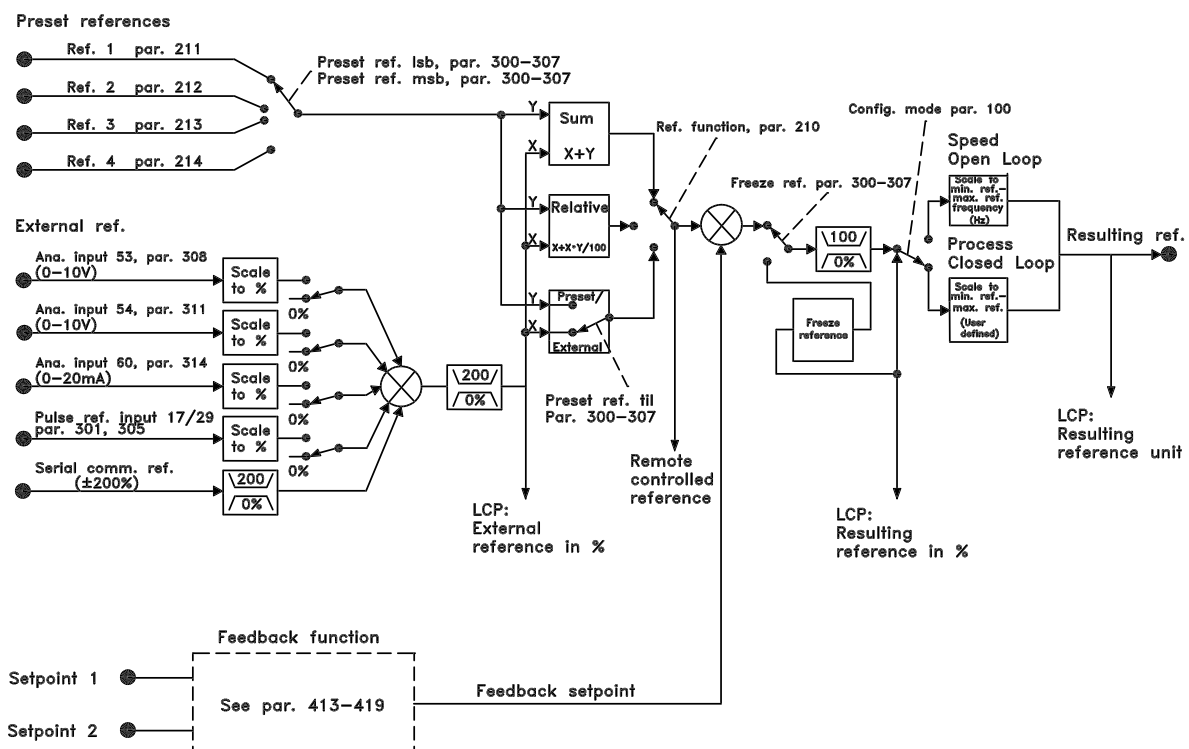 Preset references
Ref. 1 par. 211
Ref. 2 par. 212
Ref. 3 par. 213
Ref. 4 par. 214
Preset ref. lsb, par. 300-307
Preset ref. msb, par. 300-307
Y
Sum
X
X+Y
Y
Relative
X
X+X*Y/100
Y
Preset/
X
External
Preset ref. til
Par. 300-307
Ref. function, par. 210
Freeze ref. par. 300-307
Config. mode par. 100
Speed
Open Loop
Scale to
min. ref.-
max. ref.
frequency
(Hz)
Process
Closed Loop
Scale to
min. ref.-
max. ref.
(User
defined)
Resulting ref.
100
0%
Freeze
reference
External ref.
Ana. input 53, par. 308
(0-10V)
Scale
to %
0%
Ana. input 54, par. 311
(0-10V)
Scale
to %
0%
Ana. input 60, par. 314
(0-20mA)
Scale
to %
0%
Pulse ref. input 17/29
par. 301, 305
Scale
to %
0%
Serial comm. ref.
(±200%)
200
0%
200
0%
LCP:
External
reference in %
Remote
controlled
reference
LCP:
Resulting
reference in %
LCP:
Resulting
reference unit
Feedback function
Setpoint 1
See par. 413-419
Feedback setpoint
Setpoint 2